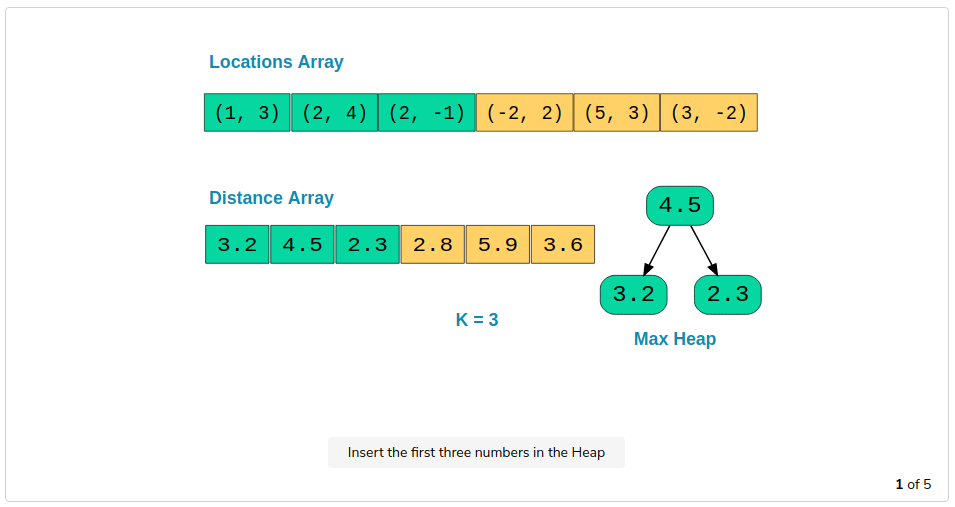 Locations Array
(1, 3) (2, 4) (2, -1) (-2, 2) (5, 3) (3, -2)
Distance Array
3.2 4.5 2.3 2.8 5.9 3.6
4.5
3.2 2.3
K = 3
Max Heap
Insert the first three numbers in the Heap
1 of 5